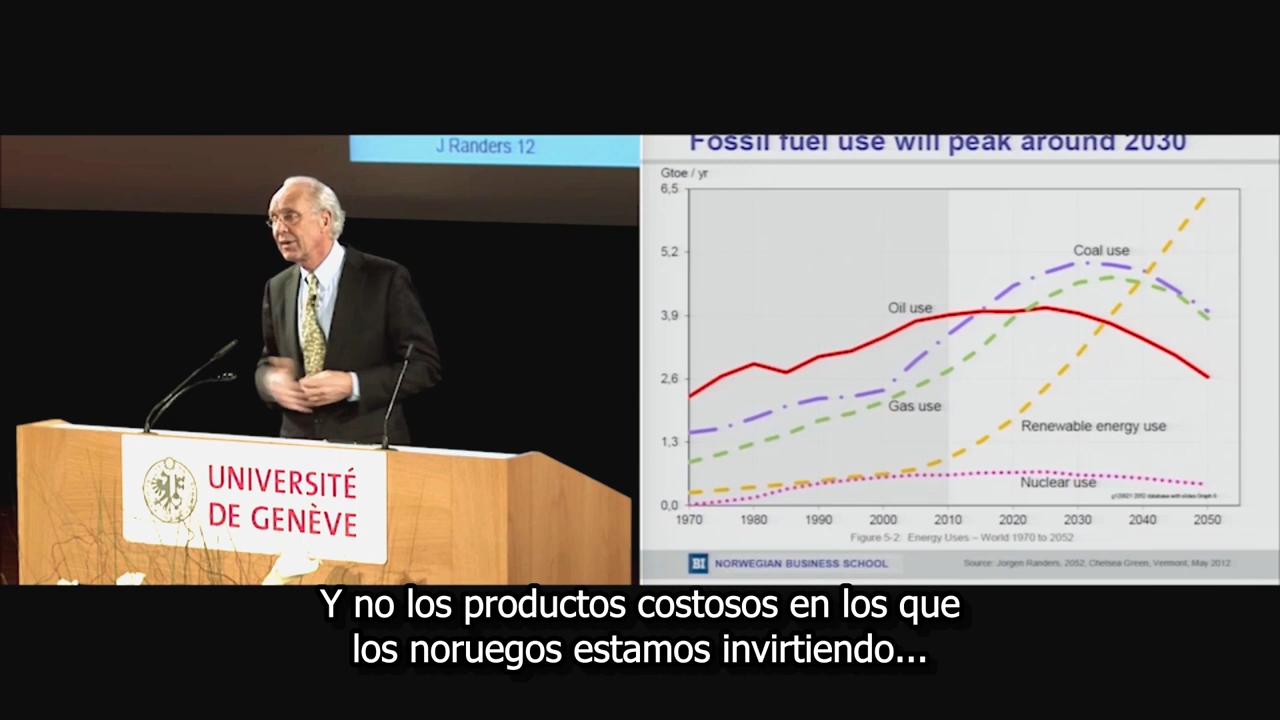 J Randers 12
Fossil fuel use will peak around 2030
Gtoe / yr
6,5
5,2
3,9
2,6
1,3
0,0
Coal use
Oil use
Gas use
Renewable energy use
Nuclear use
1970 1980 1990 2000 2010 2020 2030 2040 2050
Figure 5-2: Energy Uses – World 1970 to 2052
BI NORWEGIAN BUSINESS SCHOOL
Source: Jorgen Randers, 2052, Chelsea Green, Vermont, May 2012
UNIVERSITÉ
DE GENÈVE
Y no los productos costosos en los que
los noruegos estamos invirtiendo...